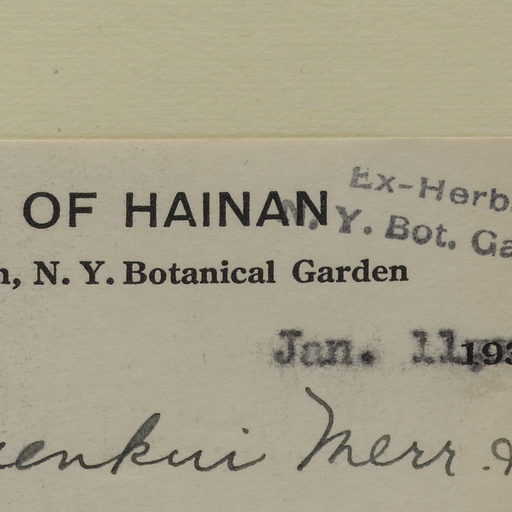 OF HAINAN
Ex-Herb
N. Y. Bot. Ga
n, N. Y. Botanical Garden
Jan. 11, 193
Merr.